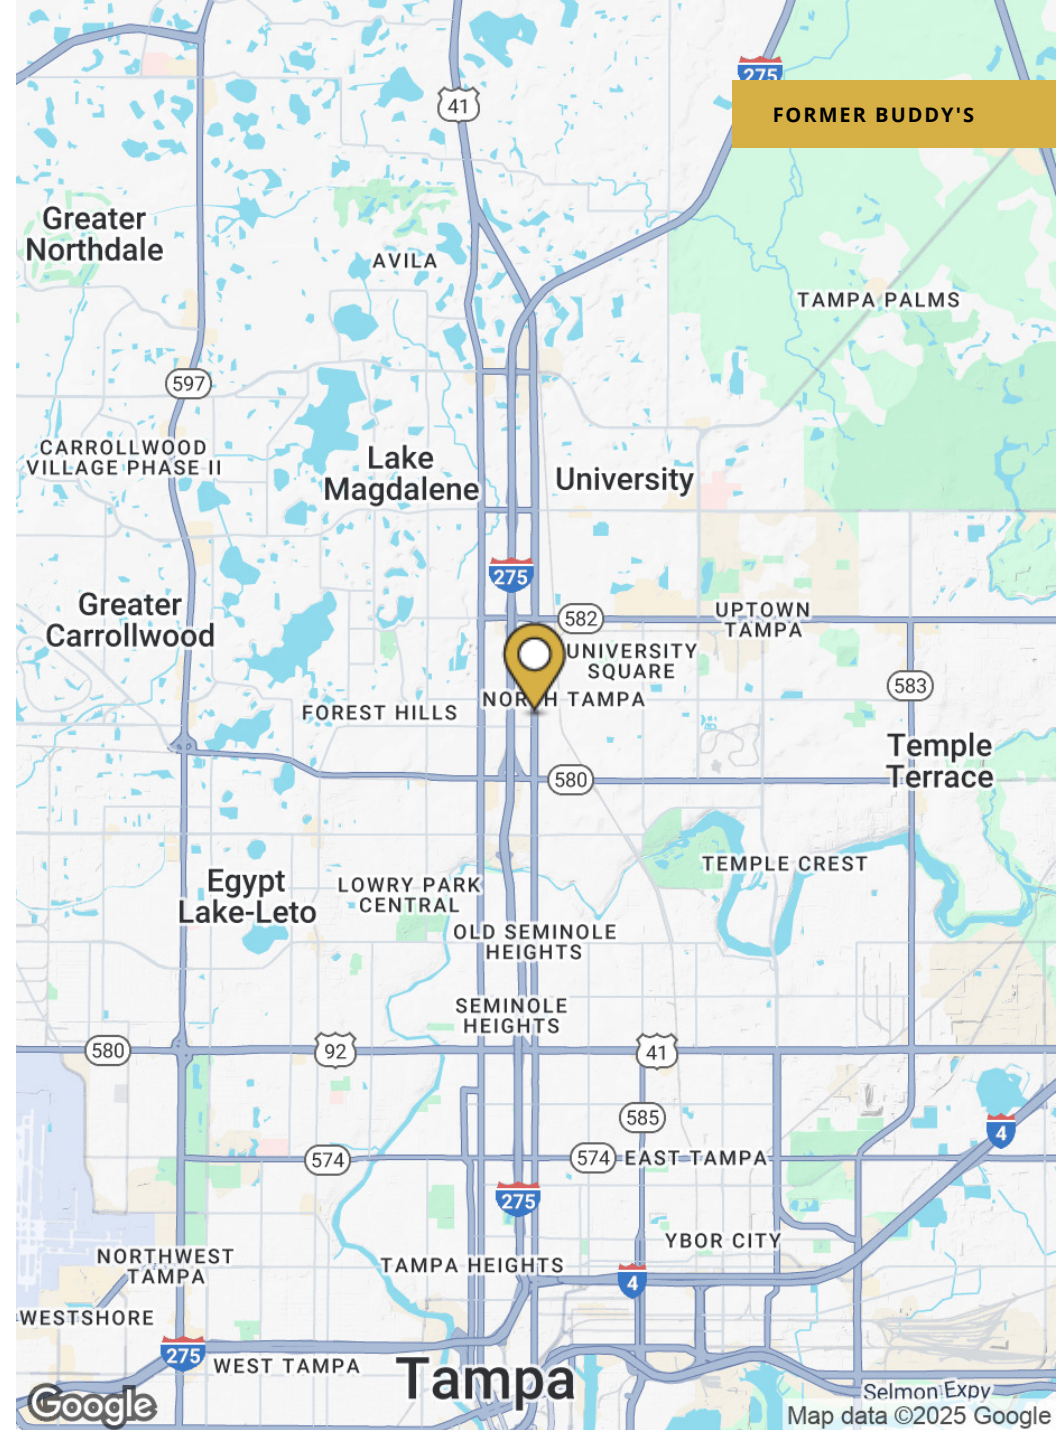 275
41
FORMER BUDDY'S
Greater
Northdale
AVILA
TAMPA PALMS
597
CARROLLWOOD
VILLAGE PHASE II
Lake
Magdalene
University
275
Greater
Carrollwood
582
UPTOWN
TAMPA
UNIVERSITY
SQUARE
583
NORTH TAMPA
FOREST HILLS
Temple
Terrace
580
TEMPLE CREST
Egypt
Lake-Leto
LOWRY PARK
CENTRAL
OLD SEMINOLE
HEIGHTS
SEMINOLE
HEIGHTS
580
92
41
585
4
574
574
EAST TAMPA
275
YBOR CITY
NORTHWEST
TAMPA
TAMPA HEIGHTS
4
WESTSHORE
275
WEST TAMPA
Tampa
Selmon Expy
Google
Map data ©2025 Google